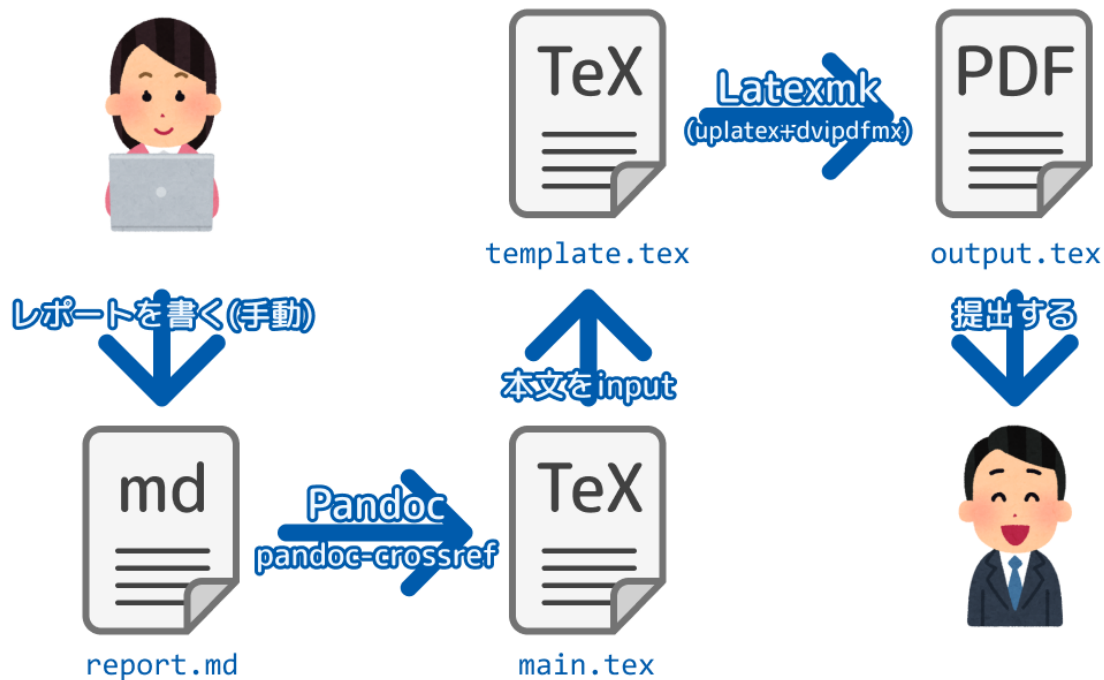 レポートを書く(手動)
md
report.md
Pandoc
pandoc-crossref
TeX
main.tex
本文をinput
TeX
template.tex
Latexmk
(uplatex+dvipdfmx)
PDF
output.tex
提出する